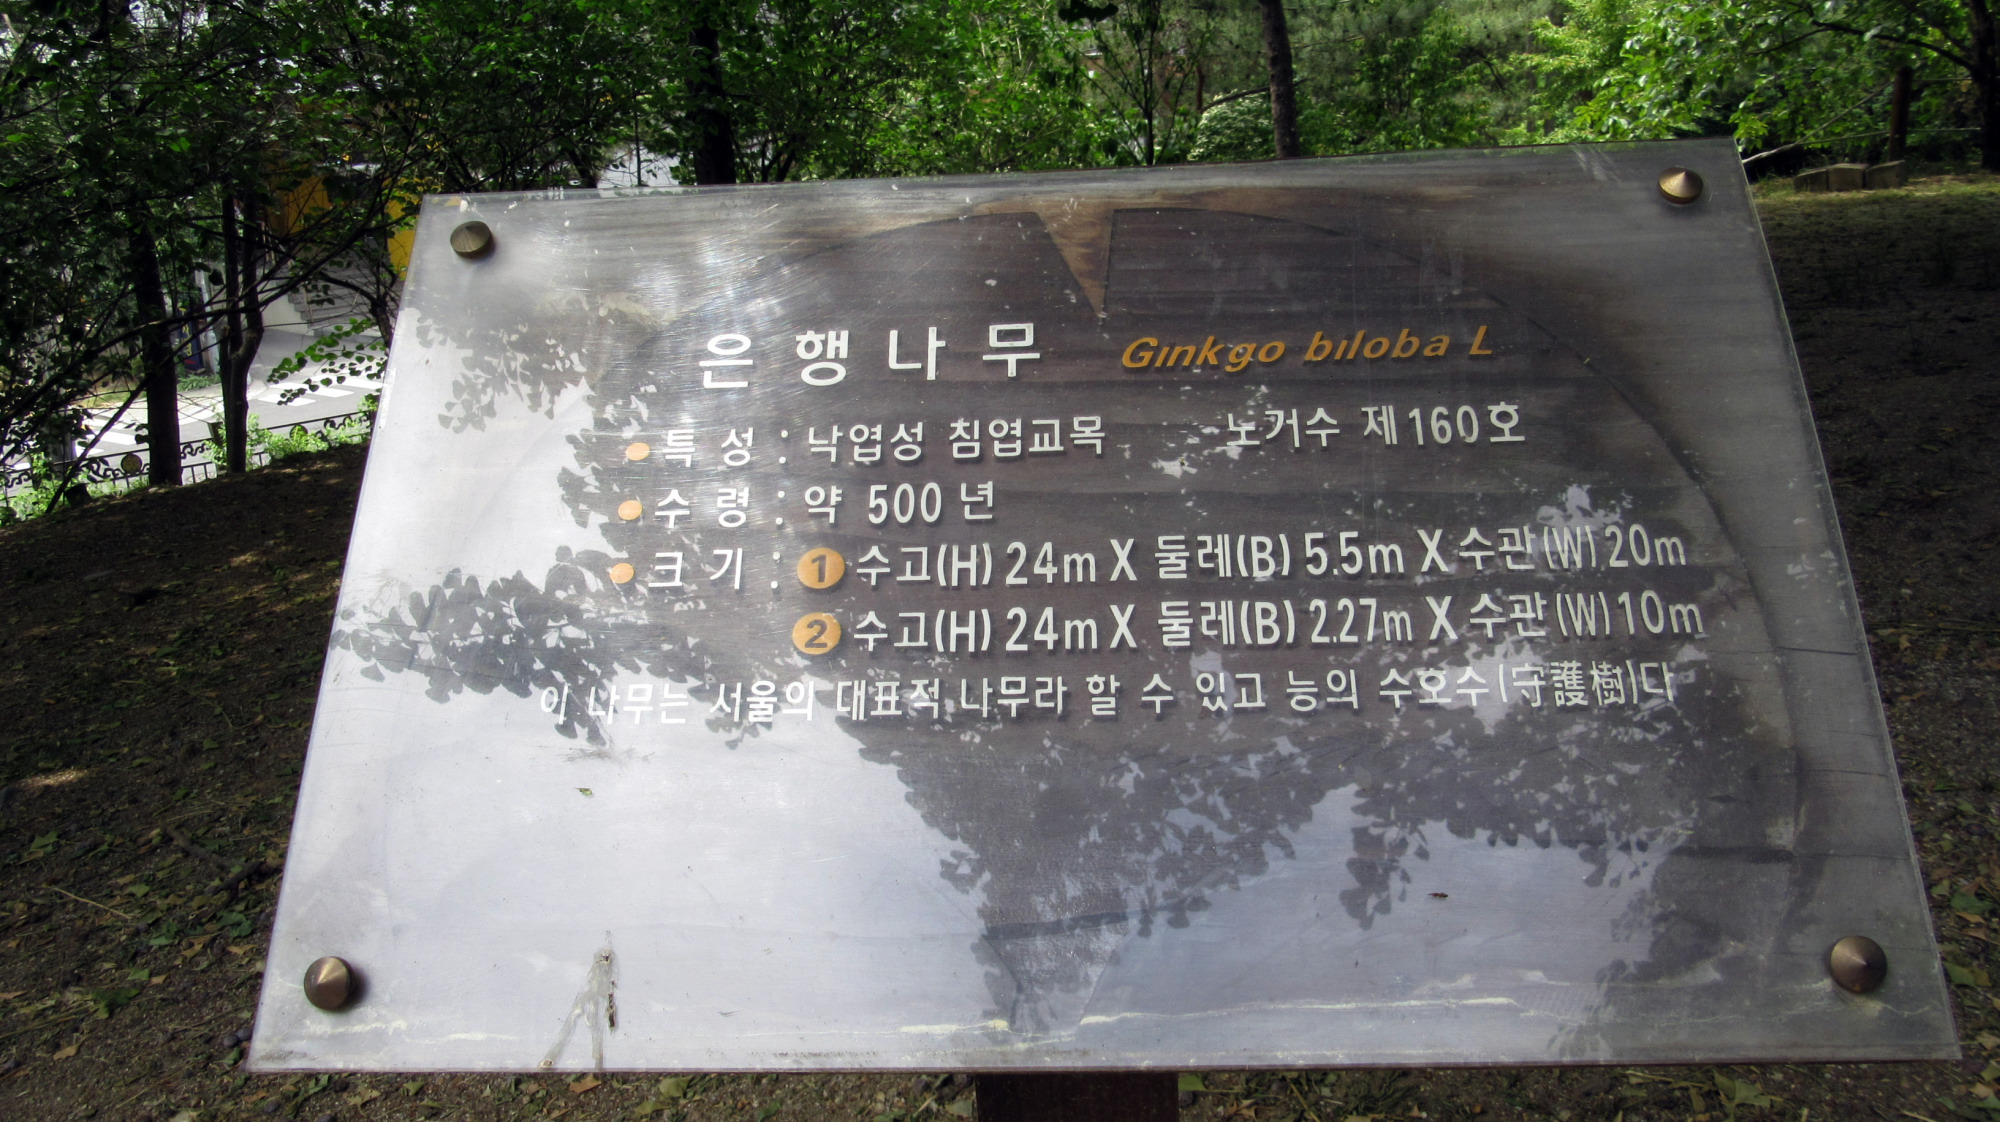 은행나무 Ginkgo biloba L
• 특성 : 낙엽성 침엽교목 노거수 제160호
• 수령 : 약 500년
• 크기 : ① 수고(H) 24m X 둘레(B) 5.5m X 수관(W) 20m
② 수고(H) 24m X 둘레(B) 2.27m X 수관(W) 10m
이 나무는 서울의 대표적 나무라 할 수 있고 능의 수호수(守護樹)다